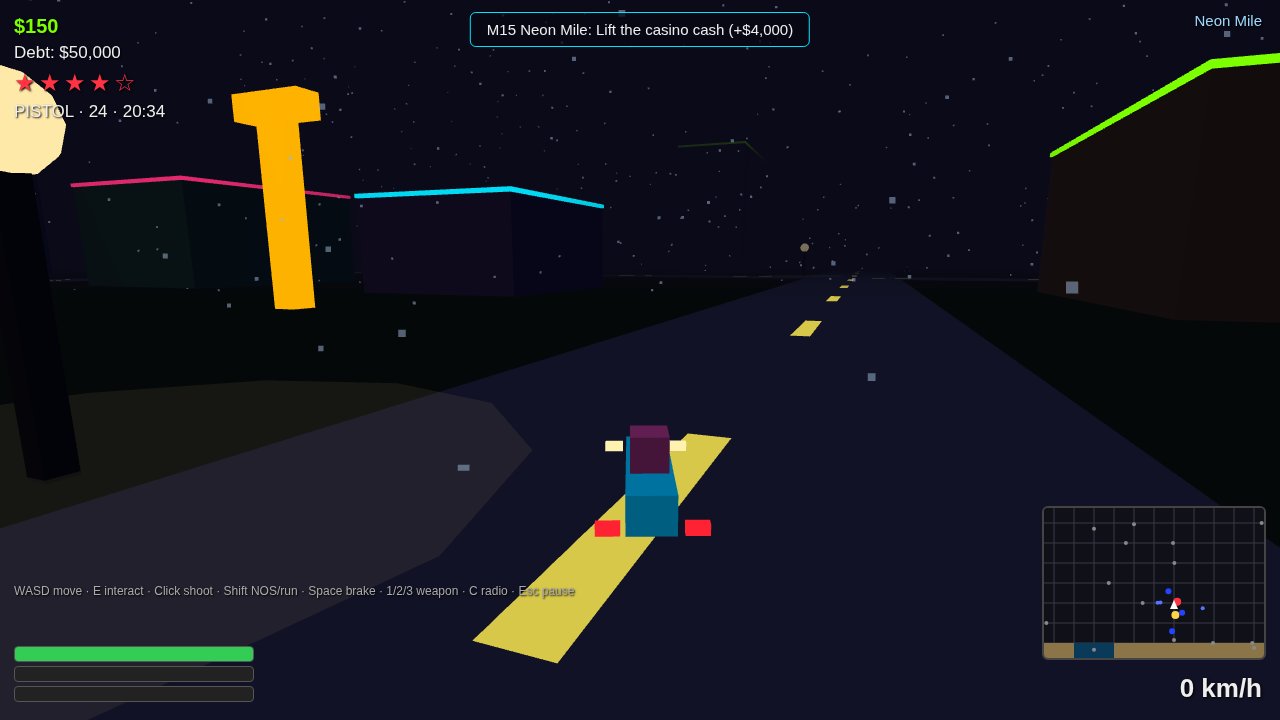 $150
M15 Neon Mile: Lift the casino cash (+$4,000)
Neon Mile
Debt: $50,000
★★★★☆
PISTOL · 24 · 20:34
WASD move · E interact · Click shoot · Shift NOS/run · Space brake · 1/2/3 weapon · C radio · Esc pause
0 km/h